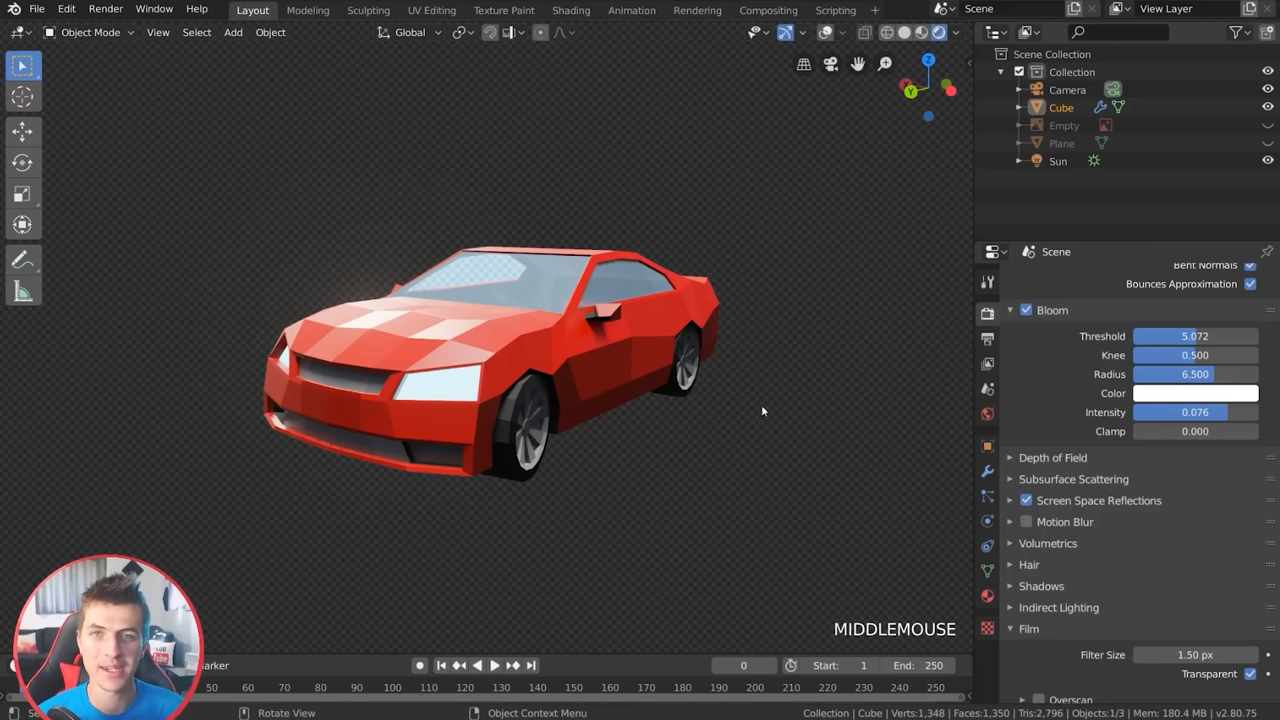 File Edit Render Window Help Layout Modeling Sculpting UV Editing Texture Paint Shading Animation Rendering Compositing Scripting + Scene View Layer
Object Mode View Select Add Object Global
Scene Collection
Collection
Camera
Cube
Empty
Plane
Sun
Z
Y
Scene
Bent Normals
Bounces Approximation
Bloom
Threshold 5.072
Knee 0.500
Radius 6.500
Color
Intensity 0.076
Clamp 0.000
Depth of Field
Subsurface Scattering
Screen Space Reflections
Motion Blur
Volumetrics
Hair
Shadows
Indirect Lighting
Film
Filter Size 1.50 px
Transparent
Overscan
MIDDLEMOUSE
You Tube
arker 0 Start: 1 End: 250
50 60 70 80 90 100 110 120 130 140 150 160 170 180 190 200 210 220 230 240 250
Sel Rotate View Object Context Menu Collection | Cube | Verts:1,348 | Faces:1,350 | Tris:2,796 | Objects:1/3 | Mem: 180.4 MB | v2.80.75